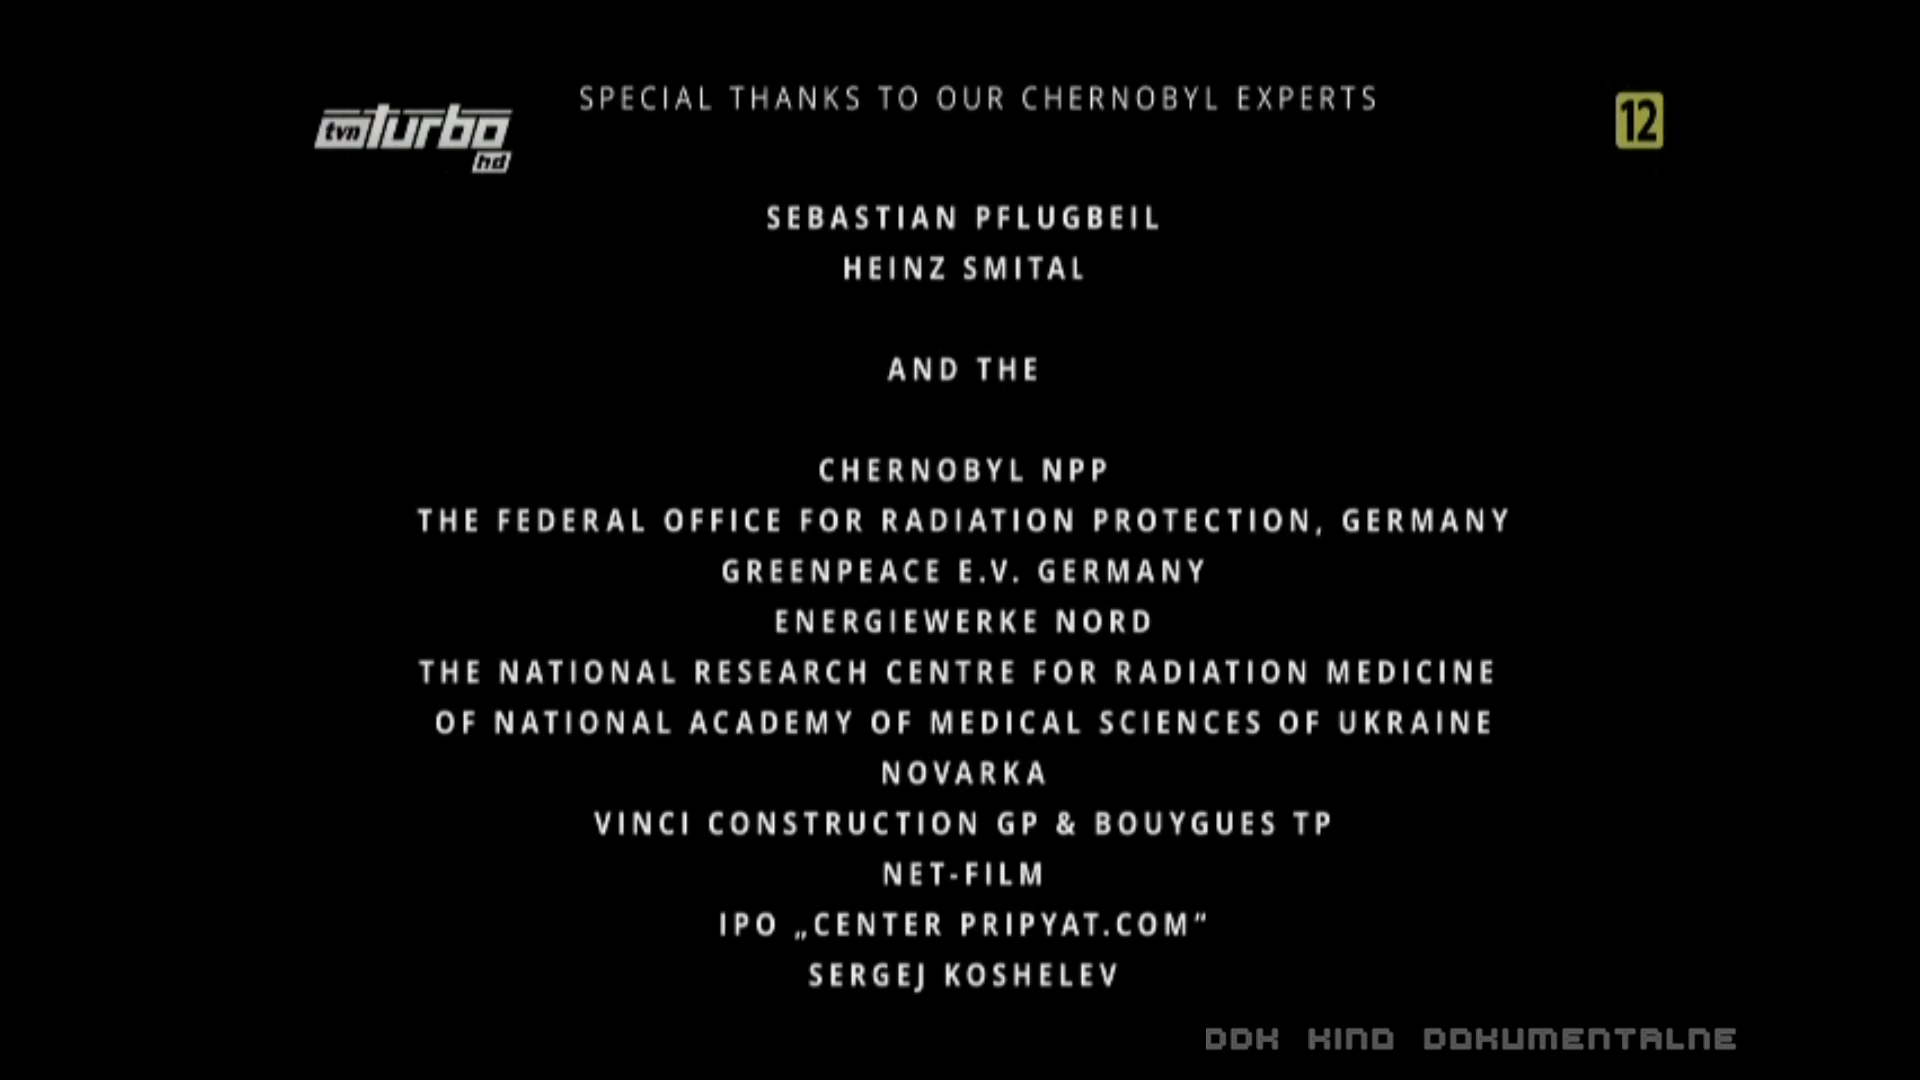 SPECIAL THANKS TO OUR CHERNOBYL EXPERTS
tvn turbo
hd
12
SEBASTIAN PFLUGBEIL
HEINZ SMITAL
AND THE
CHERNOBYL NPP
THE FEDERAL OFFICE FOR RADIATION PROTECTION, GERMANY
GREENPEACE E.V. GERMANY
ENERGIEWERKE NORD
THE NATIONAL RESEARCH CENTRE FOR RADIATION MEDICINE
OF NATIONAL ACADEMY OF MEDICAL SCIENCES OF UKRAINE
NOVARKA
VINCI CONSTRUCTION GP & BOUYGUES TP
NET-FILM
IPO „CENTER PRIPYAT.COM“
SERGEJ KOSHELEV
DDK KINO DOKUMENTALNE